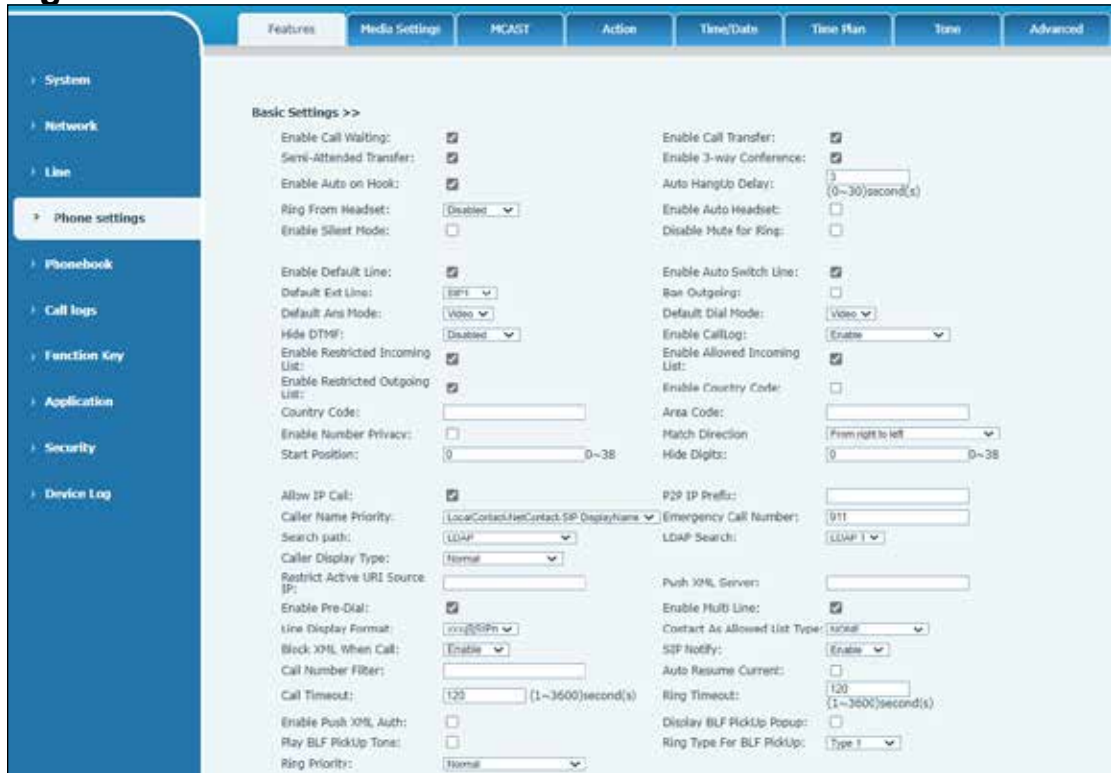 Features Media Settings MCAST Action Time/Date Time Plan Tone Advanced
System
Network
Line
Phone settings
Phonebook
Call logs
Function Key
Application
Security
Device Log
Basic Settings >>
Enable Call Waiting: Enable Call Transfer:
Semi-Attended Transfer: Enable 3-way Conference:
Enable Auto on Hook: Auto HangUp Delay: 3
(0~30)second(s)
Ring From Headset: Disabled Enable Auto Headset:
Enable Silent Mode: Disable Mute for Ring:
Enable Default Line: Enable Auto Switch Line:
Default Ext Line: SIP1 Ban Outgoing:
Default Ans Mode: Video Default Dial Mode: Video
Hide DTMF: Disabled Enable CallLog: Enable
Enable Restricted Incoming
List:
Enable Allowed Incoming
List:
Enable Restricted Outgoing
List:
Enable Country Code:
Country Code: Area Code:
Enable Number Privacy: Match Direction From right to left
Start Position: 0 0~38 Hide Digits: 0 0~38
Allow IP Call: P2P IP Prefix:
Caller Name Priority: LocalContact-NetContact-SIP DisplayName Emergency Call Number: 911
Search path: LDAP LDAP Search: LDAP 1
Caller Display Type: Normal
Restrict Active URI Source
IP:
Push XML Server:
Enable Pre-Dial: Enable Multi Line:
Line Display Format: xxx@SIPn Contact As Allowed List Type: NONE
Block XML When Call: Enable SIP Notify: Enable
Call Number Filter: Auto Resume Current:
Call Timeout: 120 (1~3600)second(s) Ring Timeout: 120
(1~3600)second(s)
Enable Push XML Auth: Display BLF PickUp Popup:
Play BLF PickUp Tone: Ring Type For BLF PickUp: Type 1
Ring Priority: Normal